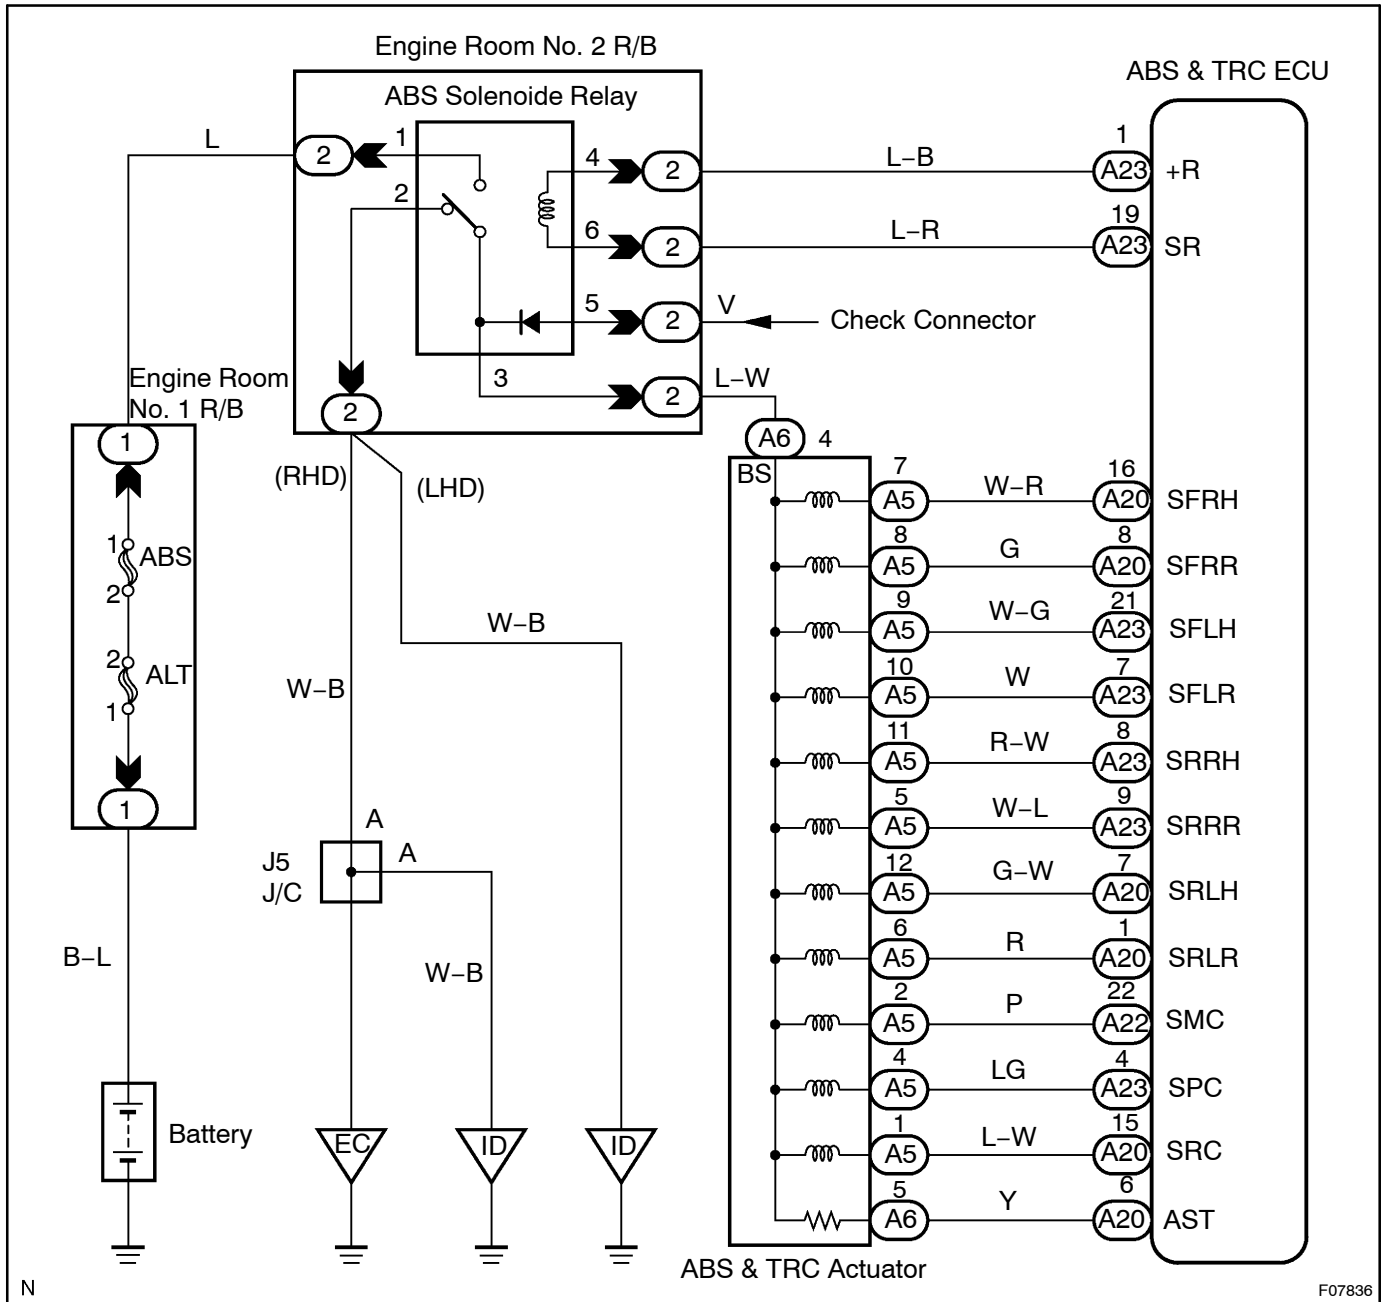 Engine Room No. 2 R/B
ABS & TRC ECU
ABS Solenoide Relay
L
2
1
4
2
L−B
1
A23
+R
2
6
2
L−R
19
A23
SR
5
2
V
Check Connector
3
2
L−W
Engine Room
No. 1 R/B
2
1
A6
4
(RHD)
(LHD)
BS
7
A5
W−R
16
A20
SFRH
1
ABS
2
8
A5
G
8
A20
SFRR
9
A5
W−G
21
A23
SFLH
W−B
2
ALT
1
W−B
10
A5
W
7
A23
SFLR
11
A5
R−W
8
A23
SRRH
1
5
A5
W−L
9
A23
SRRR
A
A
J5
J/C
12
A5
G−W
7
A20
SRLH
B−L
W−B
6
A5
R
1
A20
SRLR
2
A5
P
22
A22
SMC
4
A5
LG
4
A23
SPC
Battery
EC
ID
ID
1
A5
L−W
15
A20
SRC
5
A6
Y
6
A20
AST
ABS & TRC Actuator
N
F07836